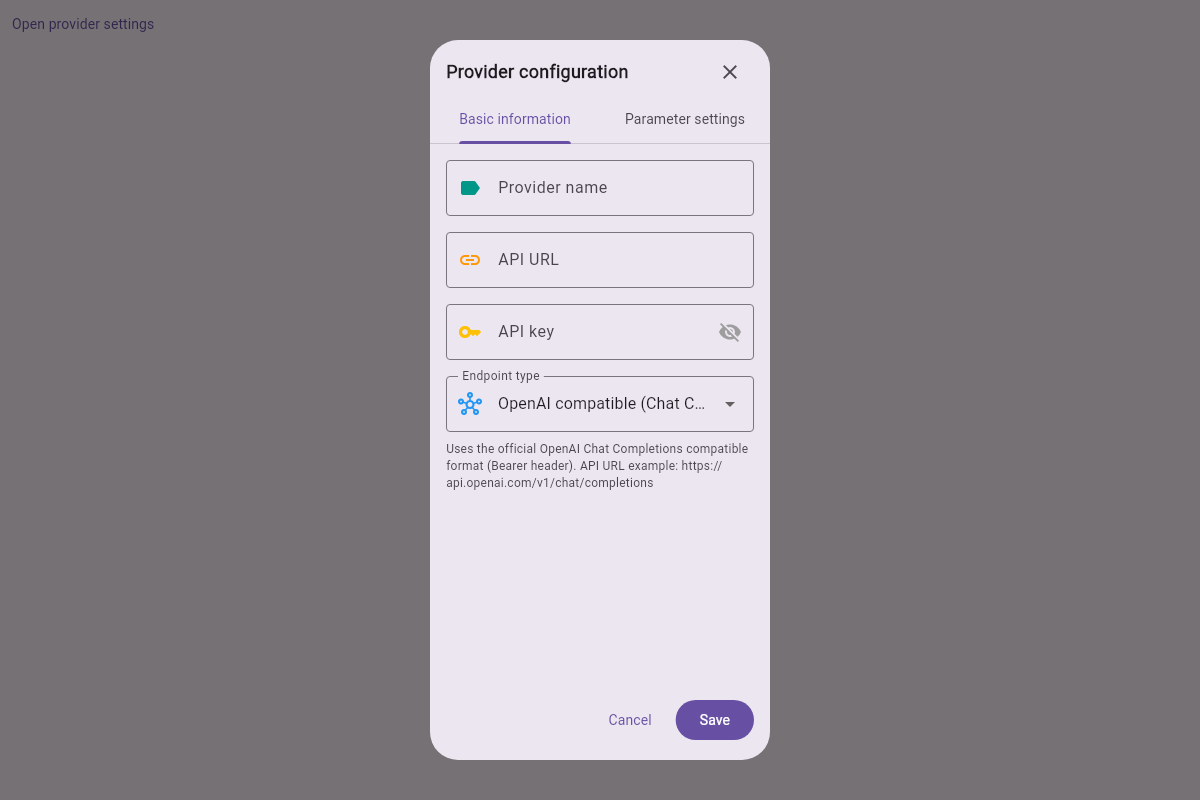 Open provider settings
Provider configuration
Basic information
Parameter settings
Provider name
API URL
API key
Endpoint type
OpenAI compatible (Chat C...
Uses the official OpenAI Chat Completions compatible
format (Bearer header). API URL example: https://
api.openai.com/v1/chat/completions
Cancel
Save